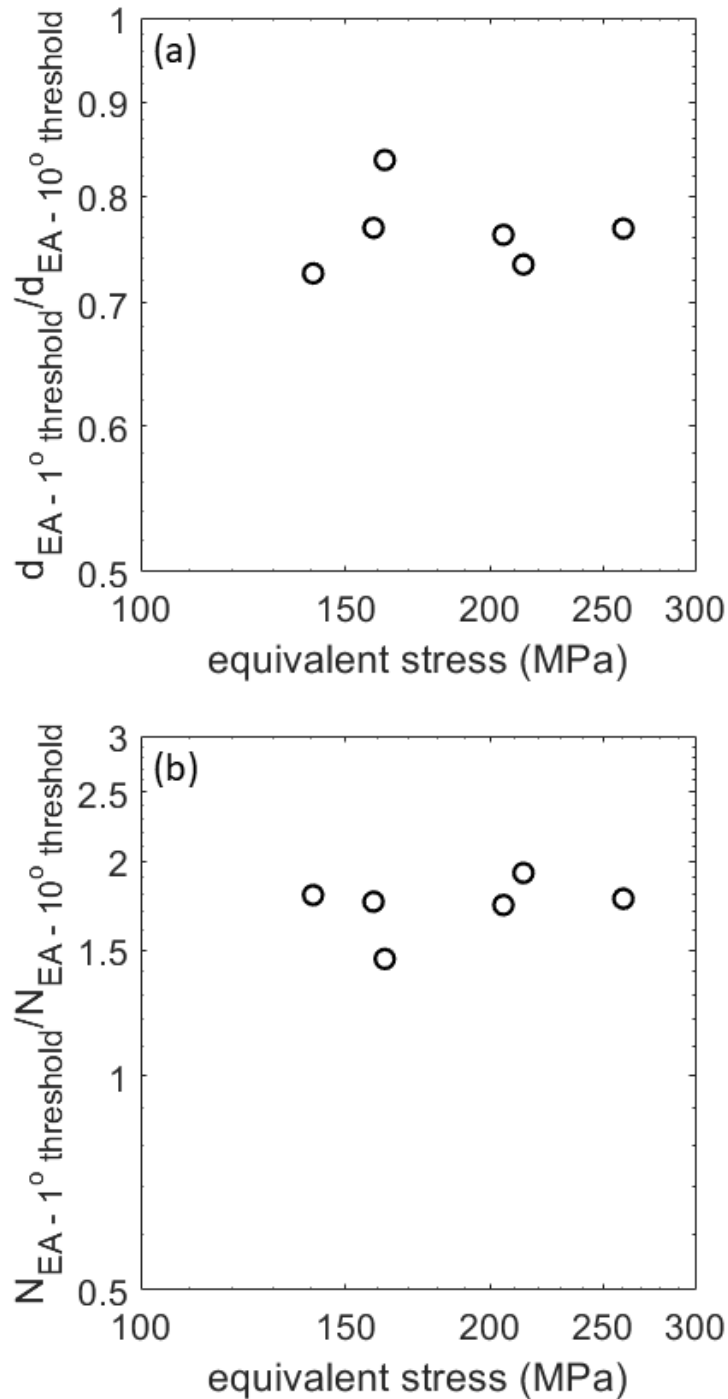 (a)
1
0.9
0.8
0.7
0.6
0.5
d_EA - 1° threshold/d_EA - 10° threshold
100 150 200 250 300
equivalent stress (MPa)
(b)
3
2.5
2
1.5
1
0.5
N_EA - 1° threshold/N_EA - 10° threshold
100 150 200 250 300
equivalent stress (MPa)